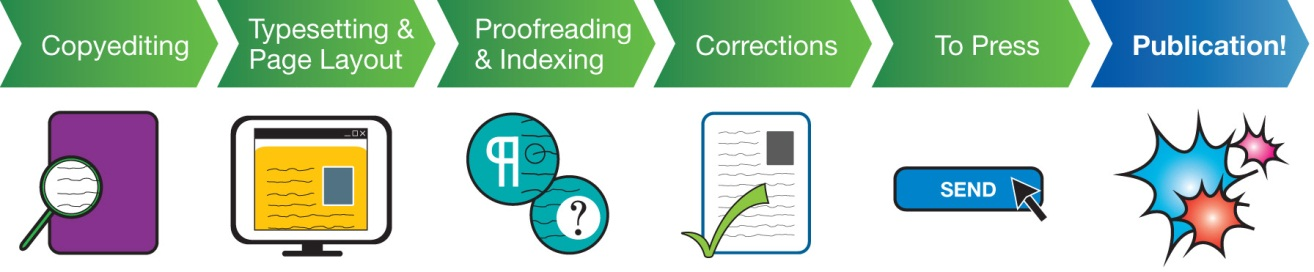 Copyediting
Typesetting &
Page Layout
Proofreading
& Indexing
Corrections
To Press
Publication!
¶
?
SEND